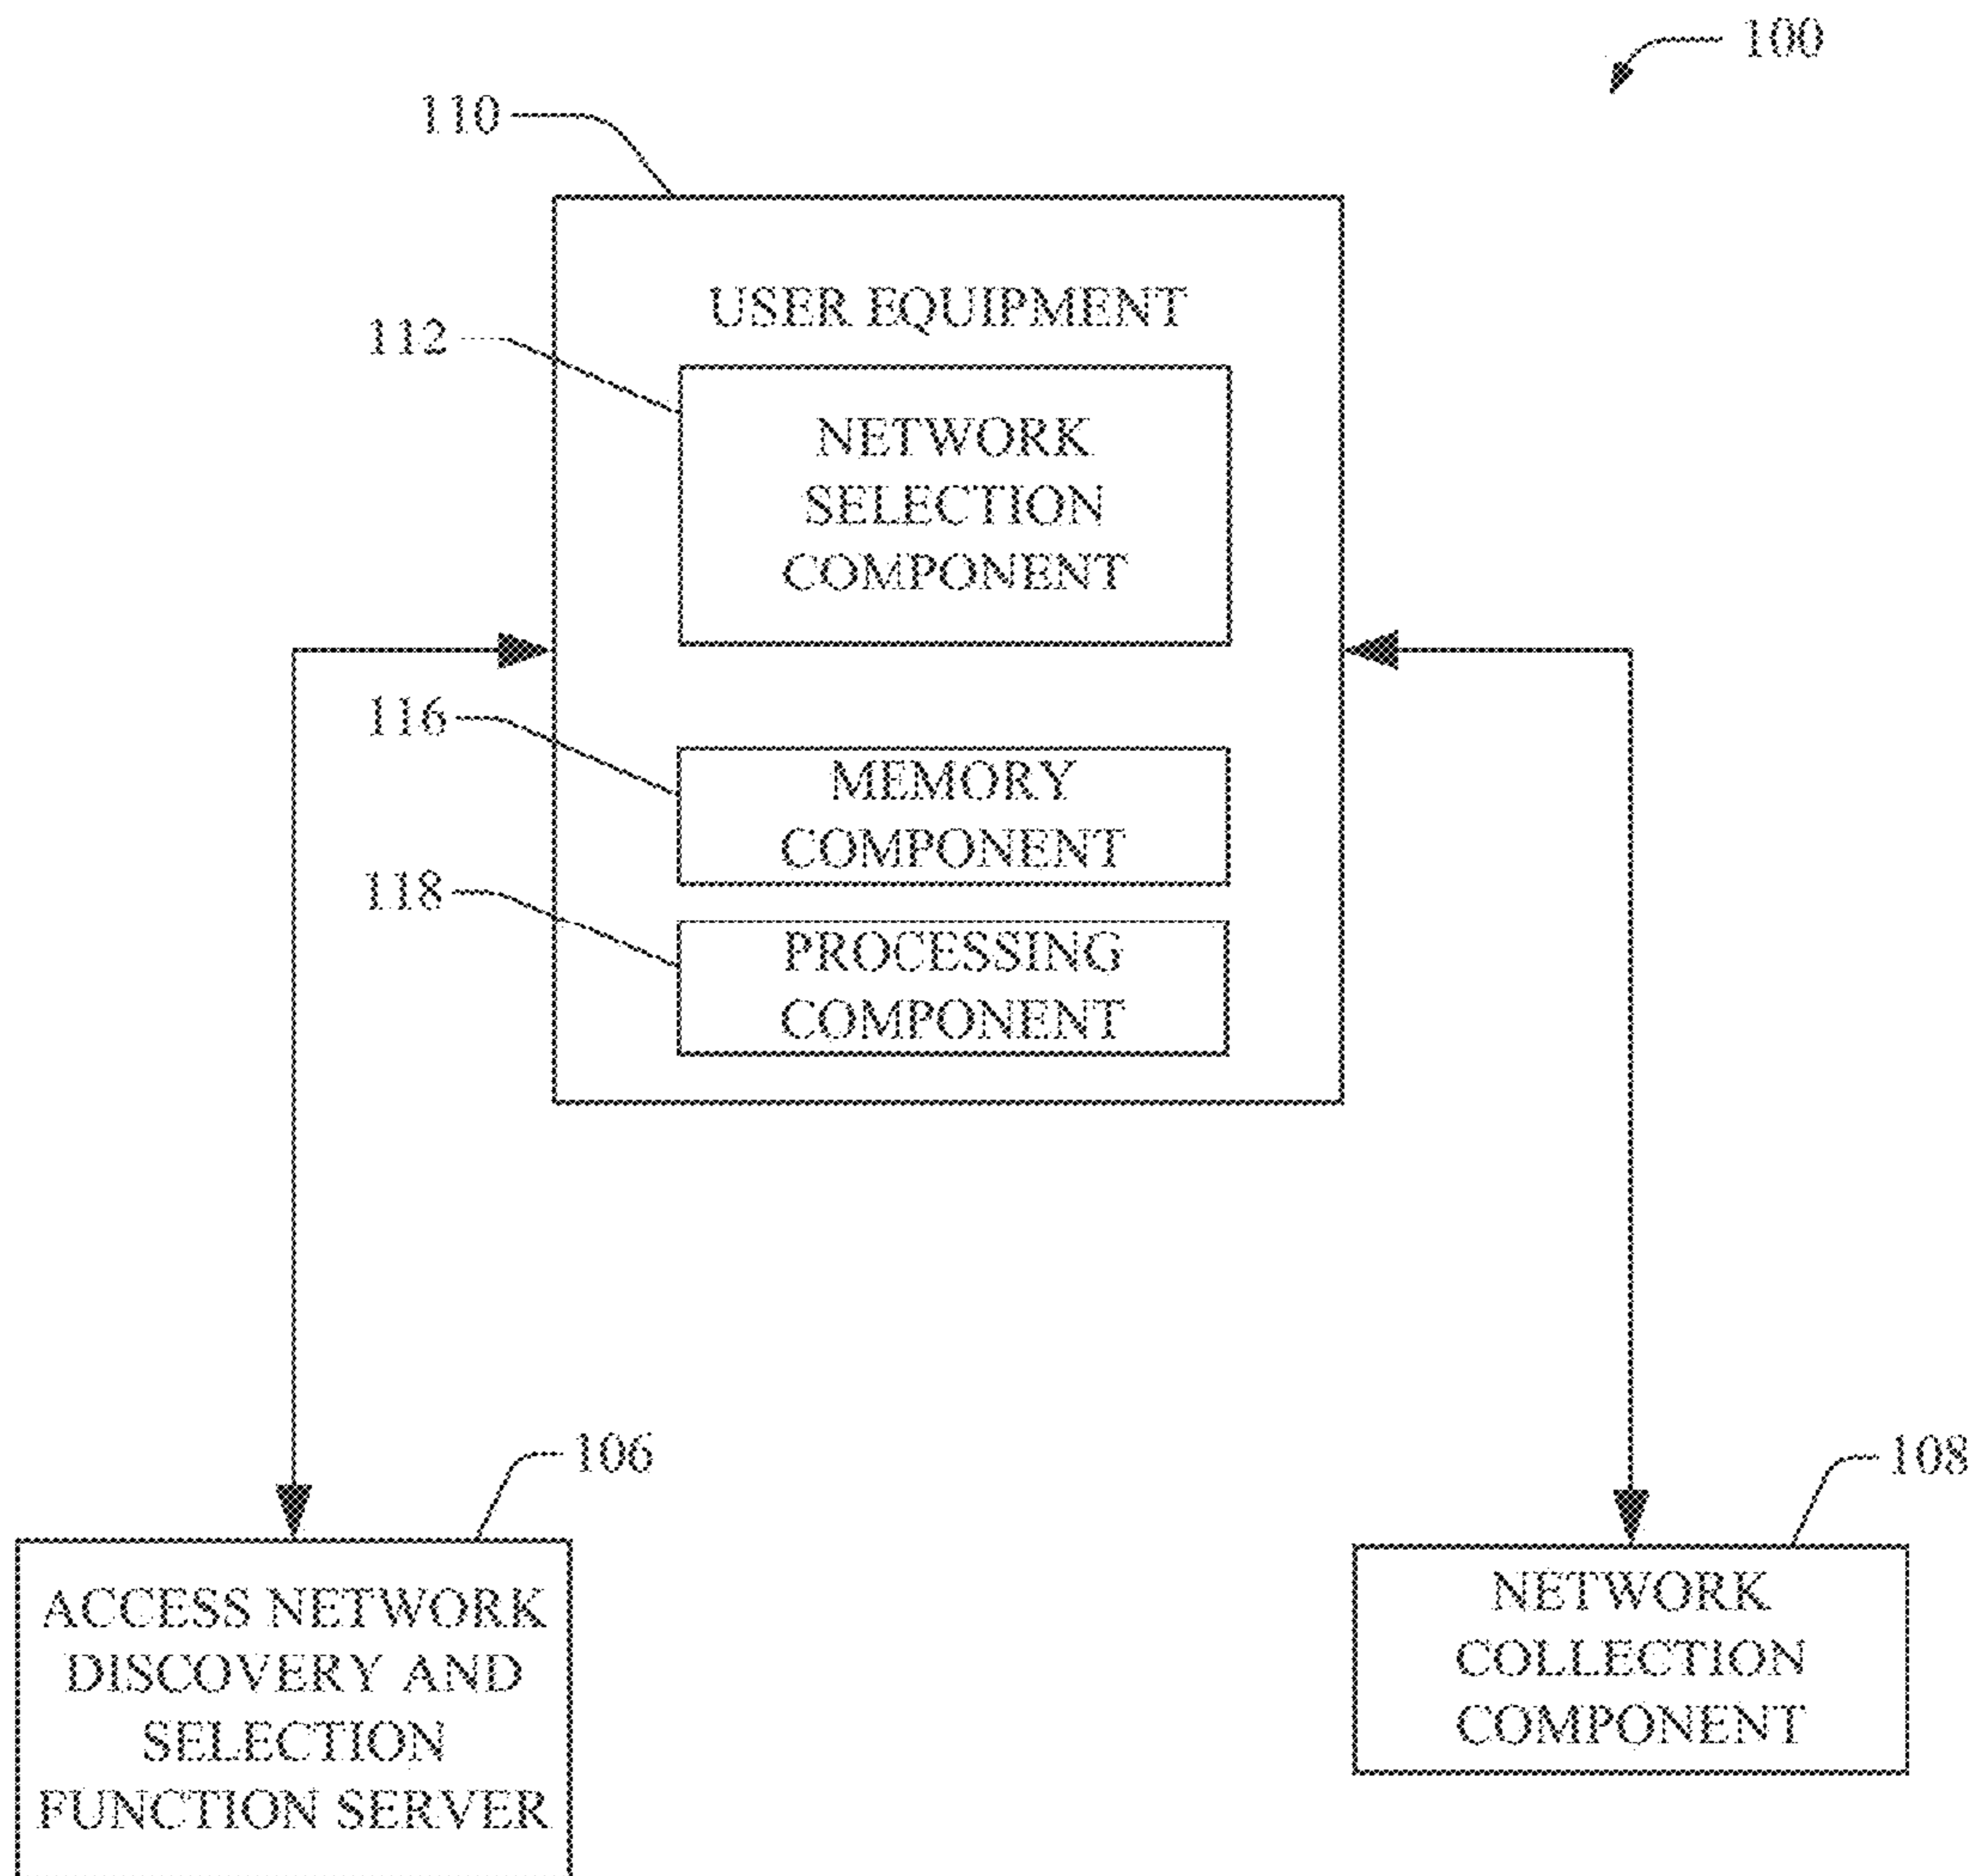 100
110
USER EQUIPMENT
112
NETWORK
SELECTION
COMPONENT
116
MEMORY
COMPONENT
118
PROCESSING
COMPONENT
106
ACCESS NETWORK
DISCOVERY AND
SELECTION
FUNCTION SERVER
108
NETWORK
COLLECTION
COMPONENT